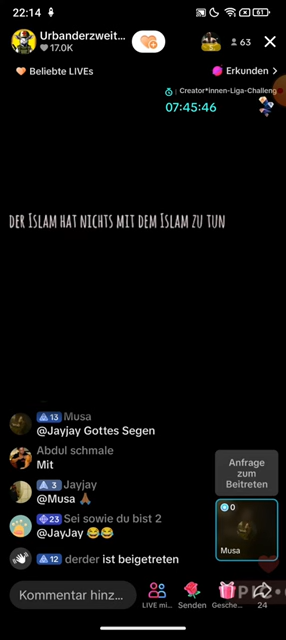 22:14
61
Urbanderzweit...
17.0K
63
Beliebte LIVEs
Erkunden >
Creator*innen-Liga-Challeng
07:45:46
DER ISLAM HAT NICHTS MIT DEM ISLAM ZU TUN
13 Musa
@Jayjay Gottes Segen
Abdul schmale
Mit
3 Jayjay
@Musa 🙏🏾
23 Sei sowie du bist 2
@JayJay 😂😂
12 derder ist beigetreten
Anfrage
zum
Beitreten
0
Musa
Kommentar hinz...
LIVE mi...
Senden
Gesche...
24